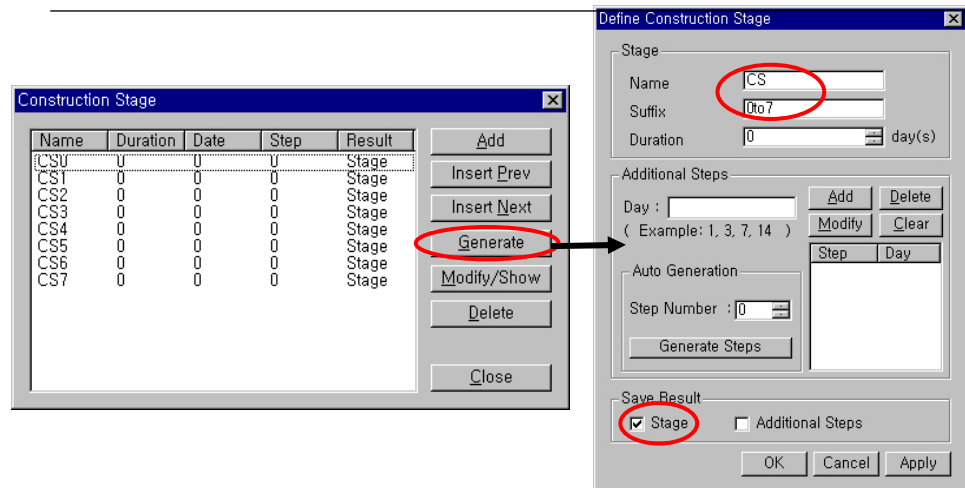 Construction Stage
Name Duration Date Step Result
CS0 0 0 0 Stage
CS1 0 0 0 Stage
CS2 0 0 0 Stage
CS3 0 0 0 Stage
CS4 0 0 0 Stage
CS5 0 0 0 Stage
CS6 0 0 0 Stage
CS7 0 0 0 Stage
Add
Insert Prev
Insert Next
Generate
Modify/Show
Delete
Close
Define Construction Stage
Stage
Name CS
Suffix 0to7
Duration 0 day(s)
Additional Steps
Day :
( Example: 1, 3, 7, 14 )
Add Delete
Modify Clear
Step Day
Auto Generation
Step Number : 0
Generate Steps
Save Result
Stage Additional Steps
OK Cancel Apply